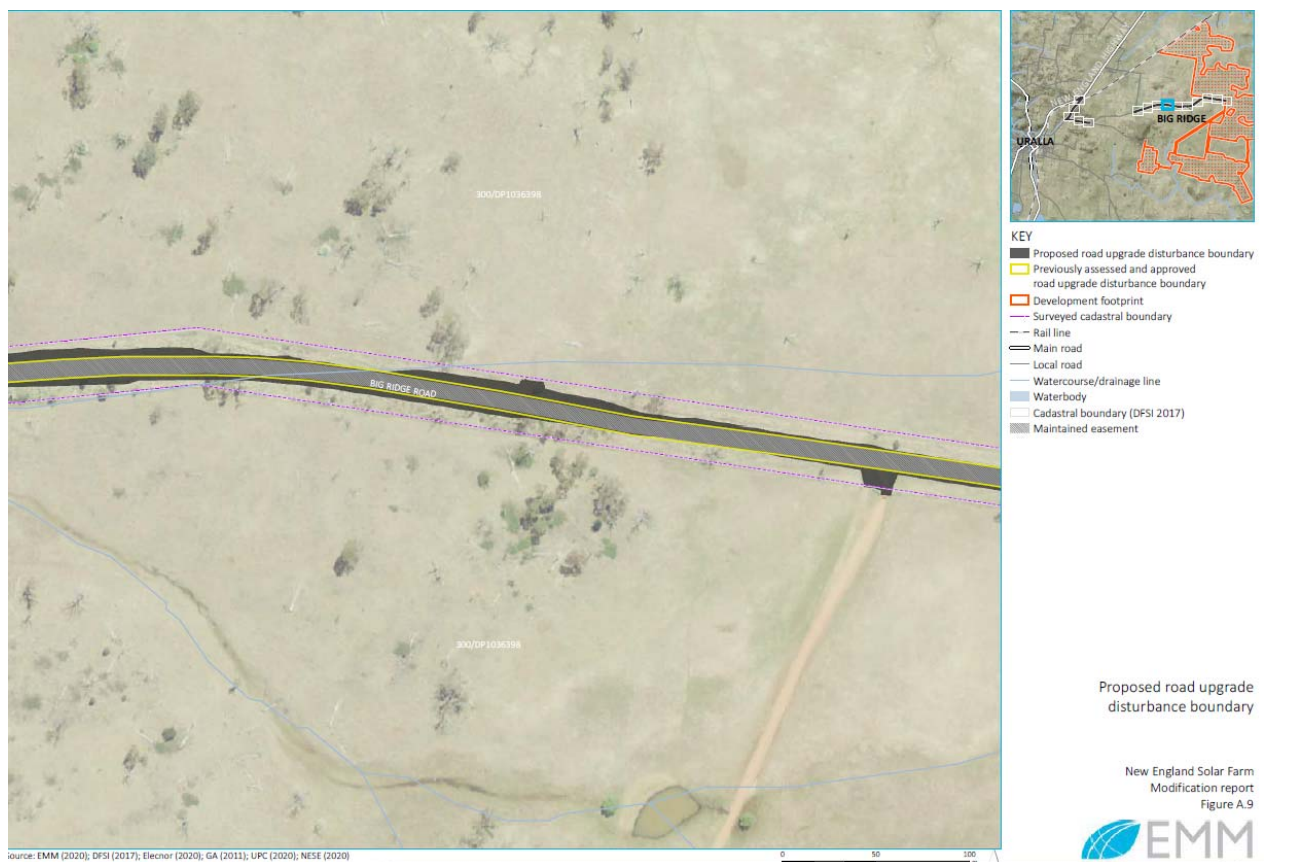 300/DP1036398
BIG RIDGE ROAD
300/DP1036398
Source: EMM (2020); DFSI (2017); Elecnor (2020); GA (2011); UPC (2020); NESE (2020)
0 50 100
BIG RIDGE
URALLA
KEY
Proposed road upgrade disturbance boundary
Previously assessed and approved
road upgrade disturbance boundary
Development footprint
Surveyed cadastral boundary
Rail line
Main road
Local road
Watercourse/drainage line
Waterbody
Cadastral boundary (DFSI 2017)
Maintained easement
Proposed road upgrade
disturbance boundary
New England Solar Farm
Modification report
Figure A.9
EMM